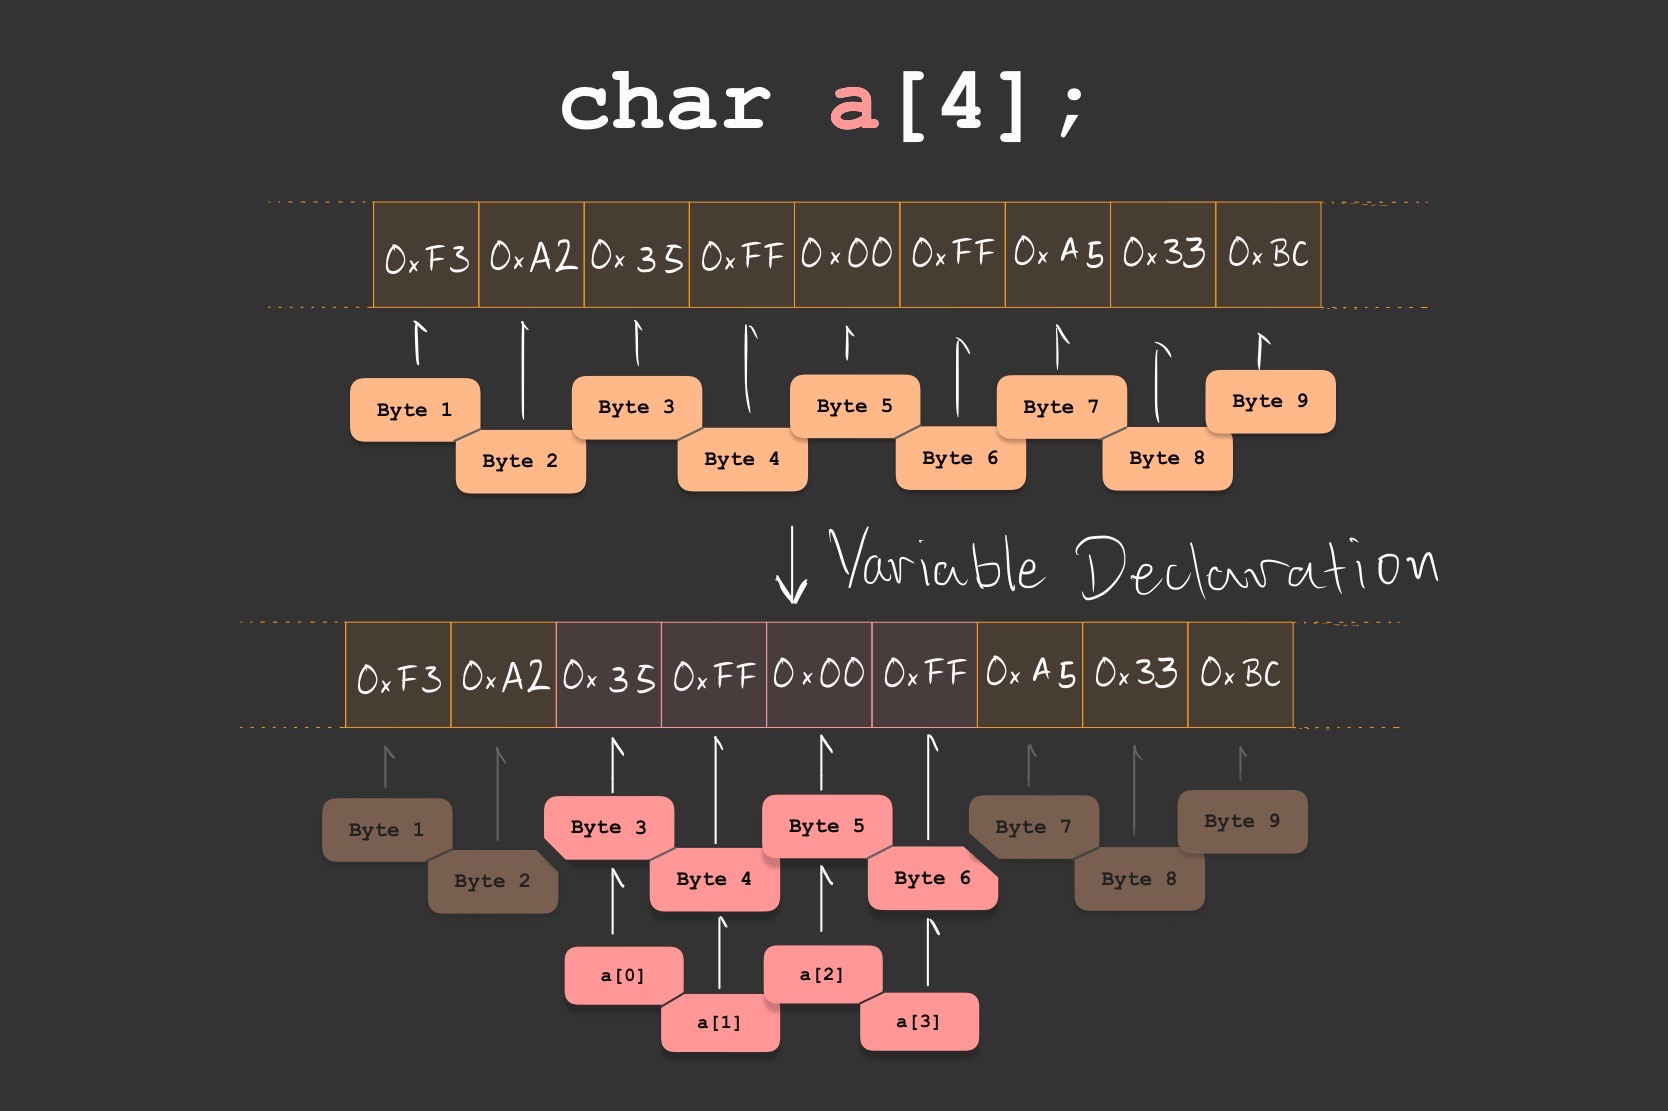 char a[4];
0xF3 0xA2 0x35 0xFF 0x00 0xFF 0xA5 0x33 0xBC
Byte 1 Byte 2 Byte 3 Byte 4 Byte 5 Byte 6 Byte 7 Byte 8 Byte 9
Variable Declaration
0xF3 0xA2 0x35 0xFF 0x00 0xFF 0xA5 0x33 0xBC
Byte 1 Byte 2 Byte 3 Byte 4 Byte 5 Byte 6 Byte 7 Byte 8 Byte 9
a[0] a[1] a[2] a[3]